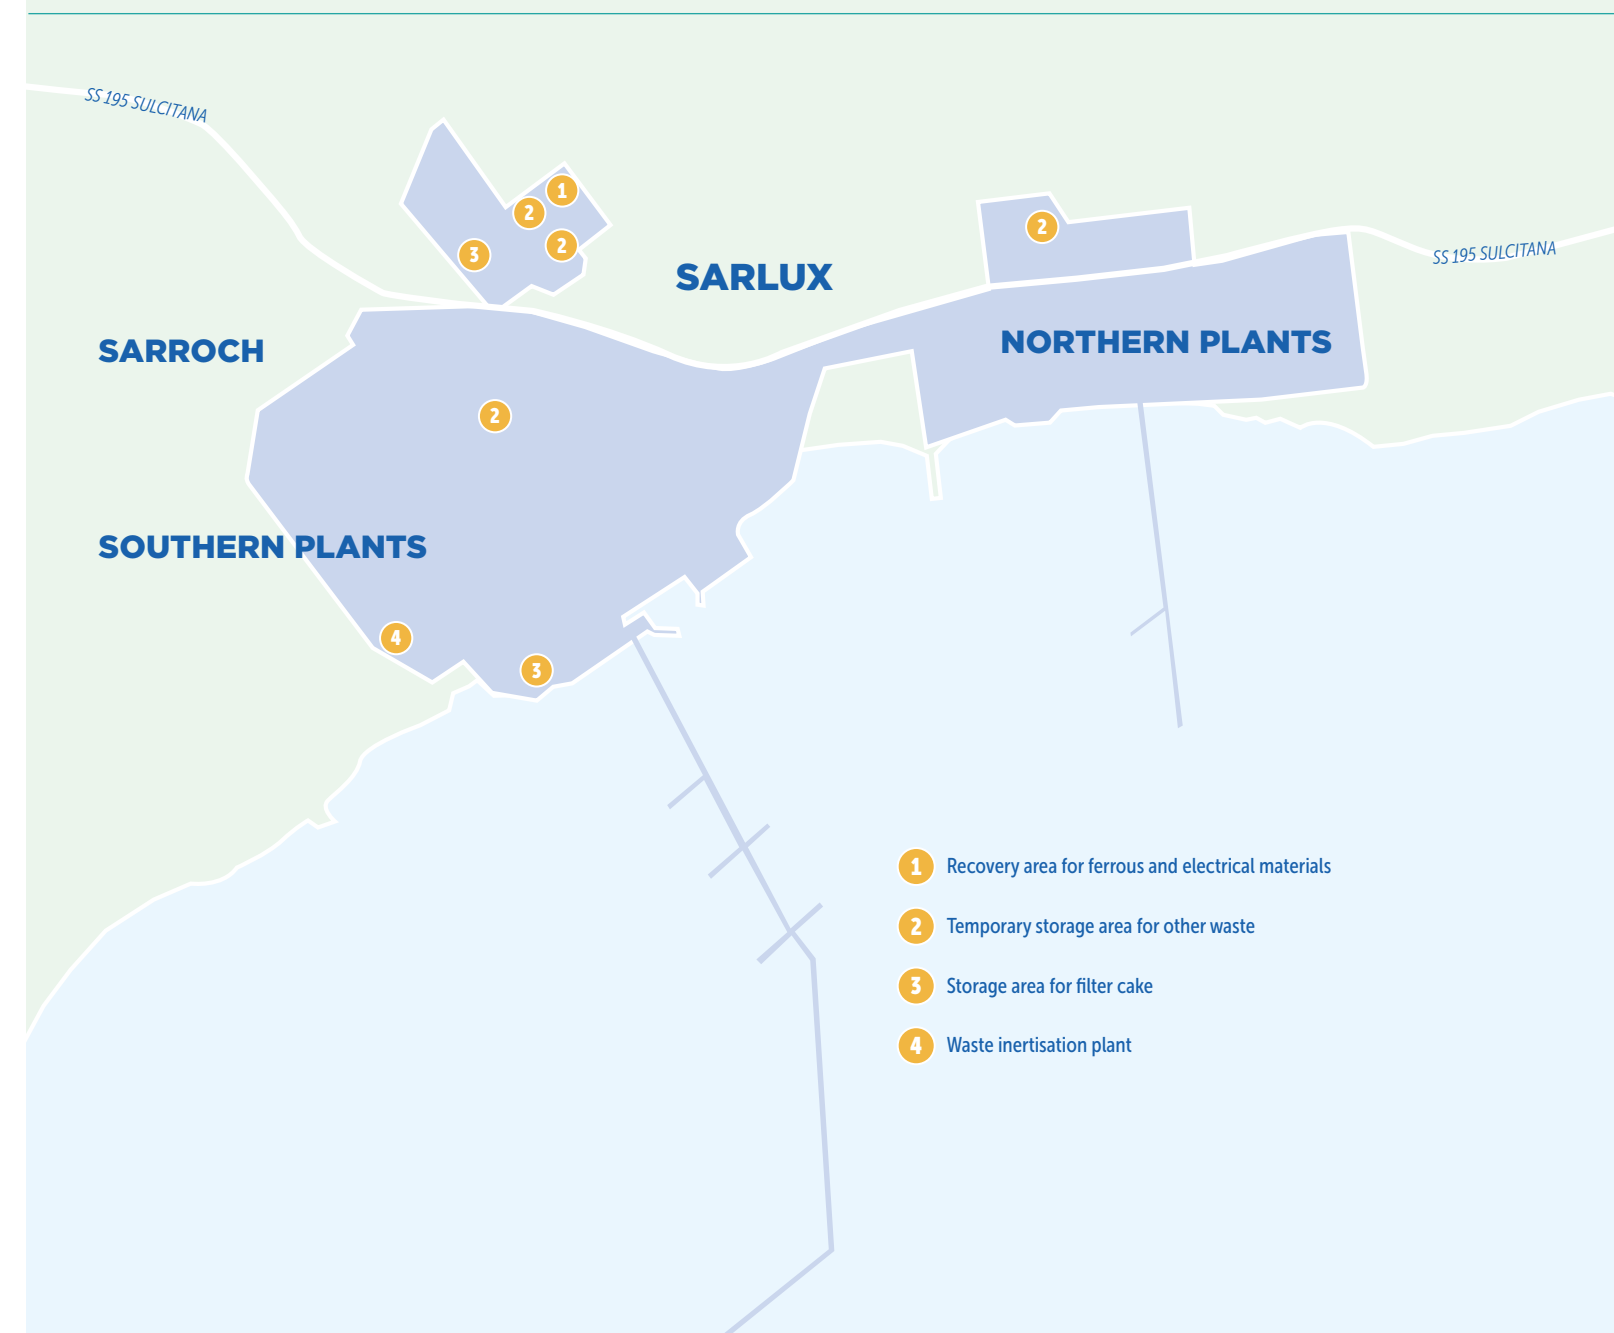 SS 195 SULCITANA
1
2
2
3
2
SS 195 SULCITANA
SARLUX
NORTHERN PLANTS
SARROCH
2
SOUTHERN PLANTS
4
3
1 Recovery area for ferrous and electrical materials
2 Temporary storage area for other waste
3 Storage area for filter cake
4 Waste inertisation plant